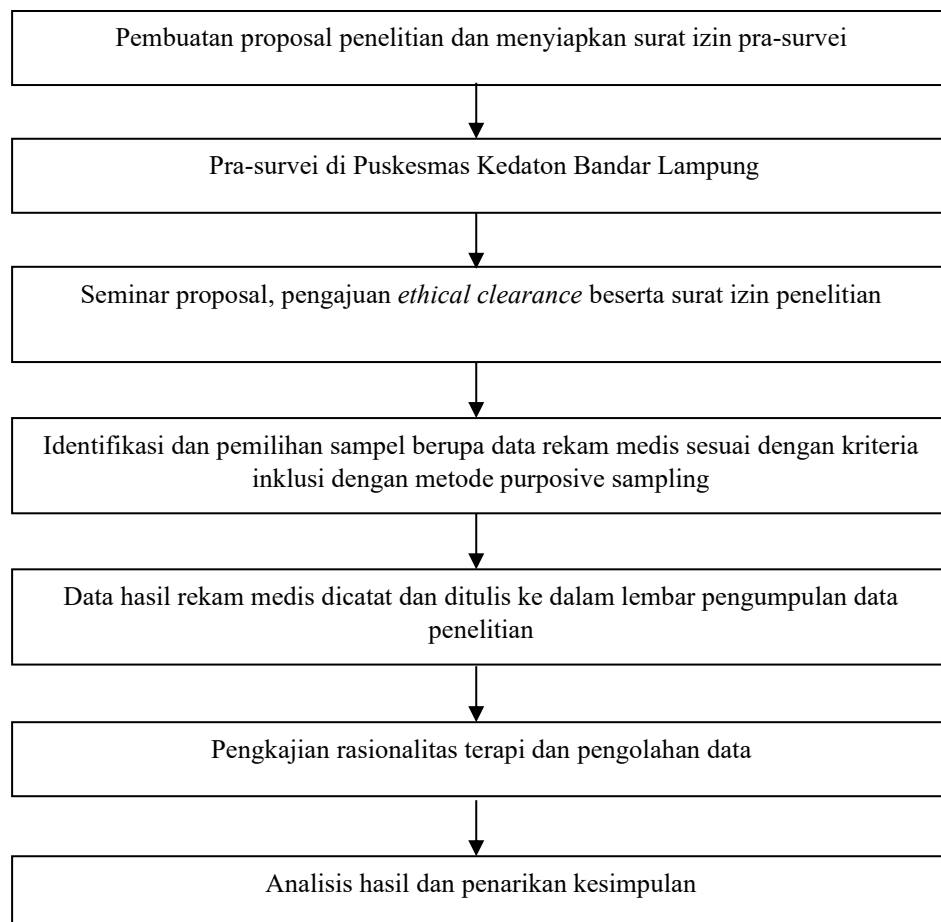 Pembuatan proposal penelitian dan menyiapkan surat izin pra-survei
Pra-survei di Puskesmas Kedaton Bandar Lampung
Seminar proposal, pengajuan ethical clearance beserta surat izin penelitian
Identifikasi dan pemilihan sampel berupa data rekam medis sesuai dengan kriteria
inklusi dengan metode purposive sampling
Data hasil rekam medis dicatat dan ditulis ke dalam lembar pengumpulan data
penelitian
Pengkajian rasionalitas terapi dan pengolahan data
Analisis hasil dan penarikan kesimpulan